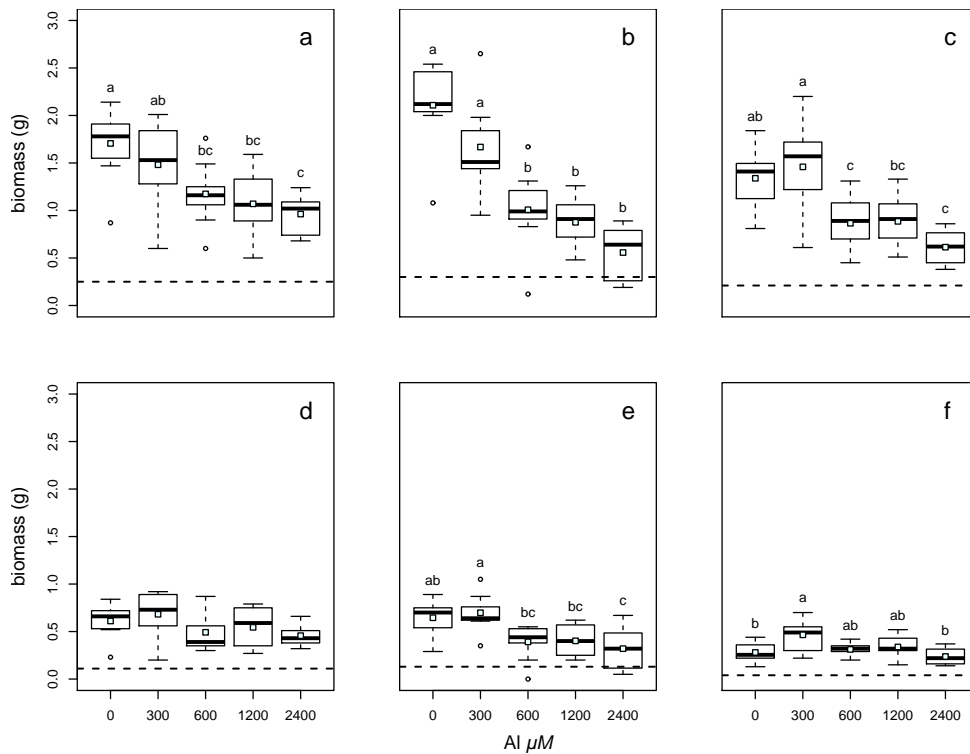 a
b
c
biomass (g)
0.0 0.5 1.0 1.5 2.0 2.5 3.0
a ab bc bc c
a a b b b
ab a c bc c
d
e
f
biomass (g)
0.0 0.5 1.0 1.5 2.0 2.5 3.0
ab a bc bc c
b a ab ab b
0 300 600 1200 2400
0 300 600 1200 2400
0 300 600 1200 2400
Al µM